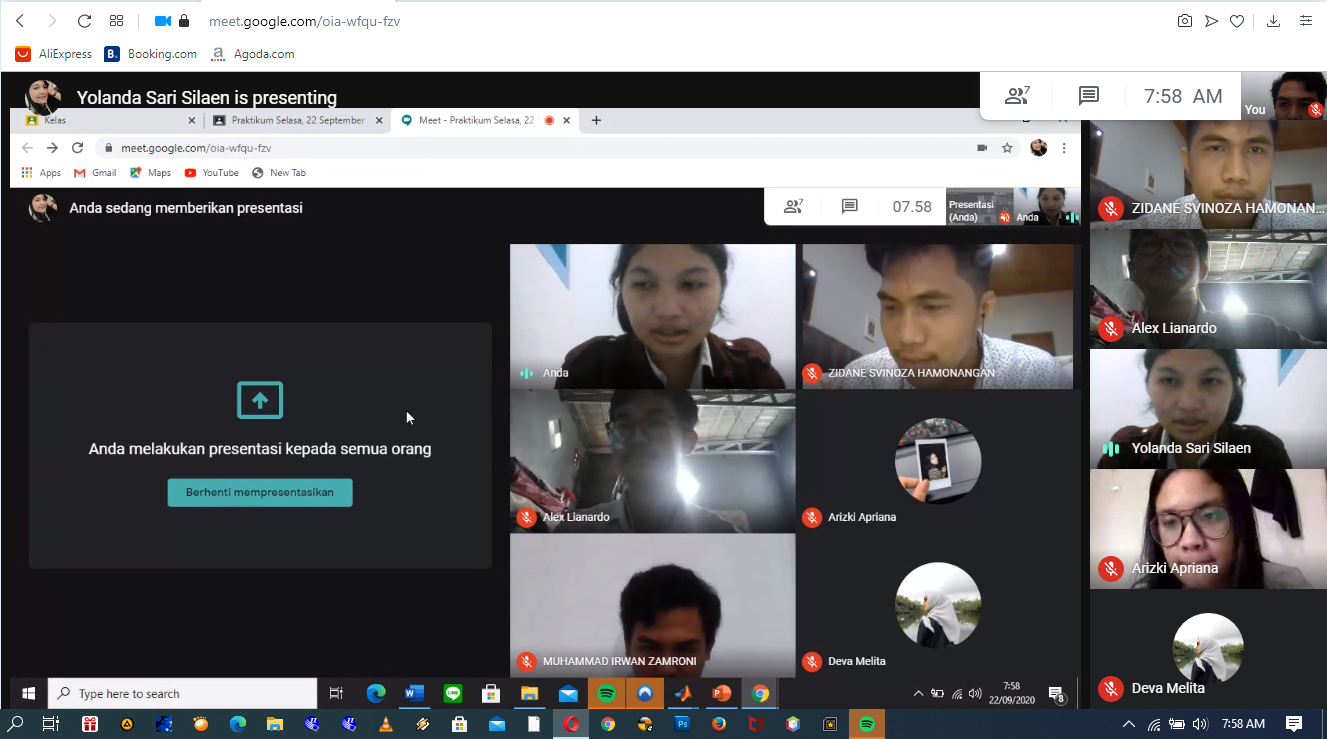 meet.google.com/oia-wfqu-fzv
AliExpress
B.
Booking.com
a
Agoda.com
Yolanda Sari Silaen is presenting
7
7:58 AM
You
Kelas
Praktikum Selasa, 22 September
Meet - Praktikum Selasa, 22
meet.google.com/oia-wfqu-fzv
Apps
Gmail
Maps
YouTube
New Tab
Anda sedang memberikan presentasi
7
07.58
Presentasi
(Anda)
Anda
Anda melakukan presentasi kepada semua orang
Berhenti mempresentasikan
Anda
ZIDANE SVINOZA HAMONANGAN
Alex Lianardo
Arizki Apriana
MUHAMMAD IRWAN ZAMRONI
Deva Melita
ZIDANE SVINOZA HAMONAN...
Alex Lianardo
Yolanda Sari Silaen
Arizki Apriana
Deva Melita
Type here to search
7:58
22/09/2020
8
Ps
7:58 AM